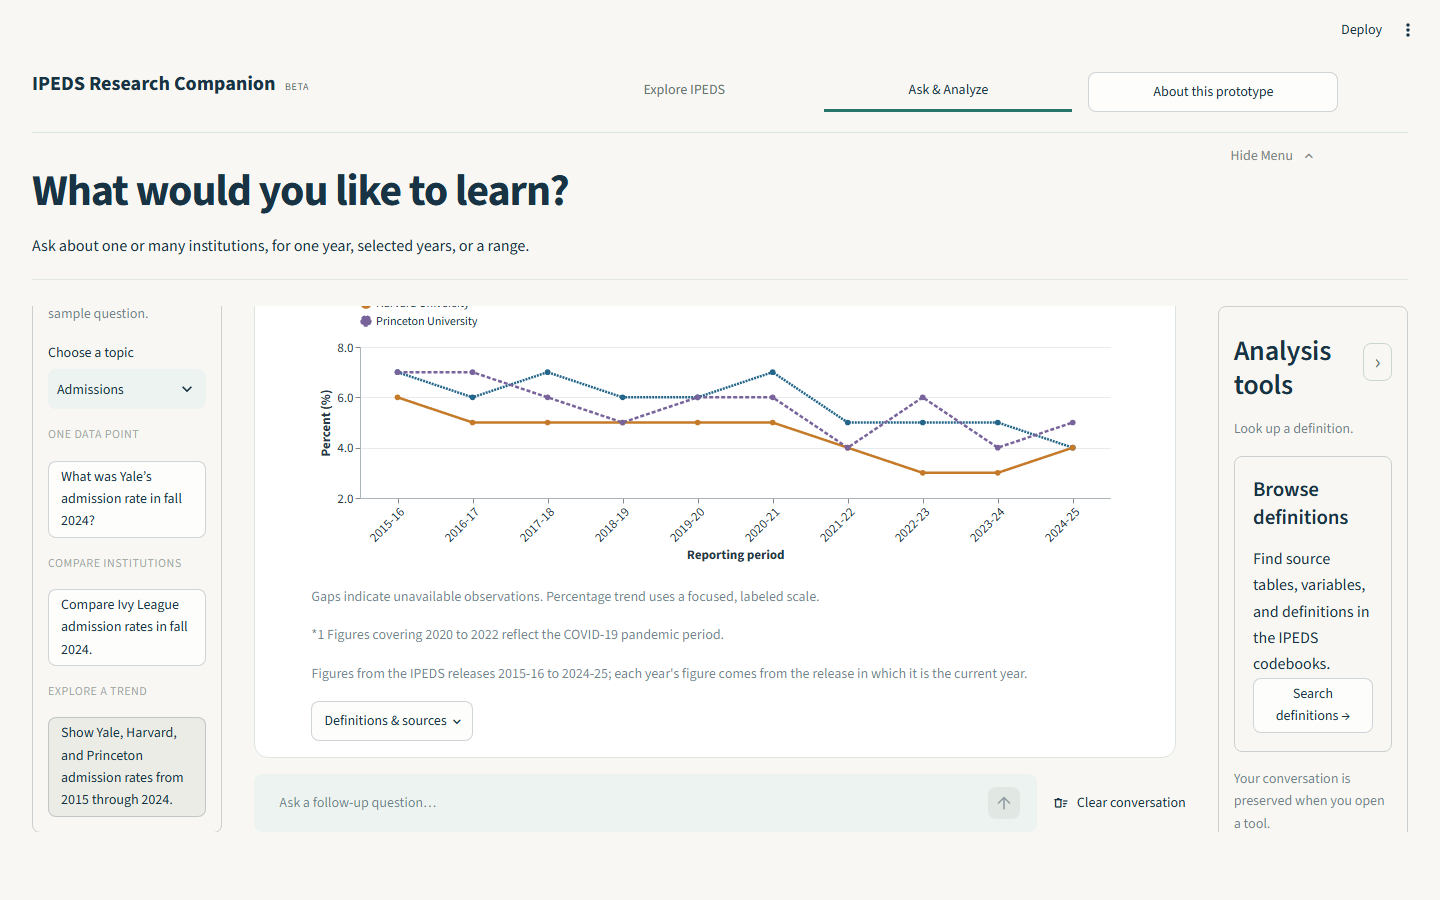 Deploy
IPEDS Research Companion BETA
Explore IPEDS
Ask & Analyze
About this prototype
Hide Menu
What would you like to learn?
Ask about one or many institutions, for one year, selected years, or a range.
sample question.
Choose a topic
Admissions
ONE DATA POINT
What was Yale’s
admission rate in fall
2024?
COMPARE INSTITUTIONS
Compare Ivy League
admission rates in fall
2024.
EXPLORE A TREND
Show Yale, Harvard,
and Princeton
admission rates from
2015 through 2024.
Harvard University
Princeton University
8.0
6.0
4.0
2.0
Percent (%)
2015-16
2016-17
2017-18
2018-19
2019-20
2020-21
2021-22
2022-23
2023-24
2024-25
Reporting period
Gaps indicate unavailable observations. Percentage trend uses a focused, labeled scale.
*1 Figures covering 2020 to 2022 reflect the COVID-19 pandemic period.
Figures from the IPEDS releases 2015-16 to 2024-25; each year's figure comes from the release in which it is the current year.
Definitions & sources
Ask a follow-up question…
Clear conversation
Analysis
tools
Look up a definition.
Browse
definitions
Find source
tables, variables,
and definitions in
the IPEDS
codebooks.
Search
definitions →
Your conversation is
preserved when you open
a tool.